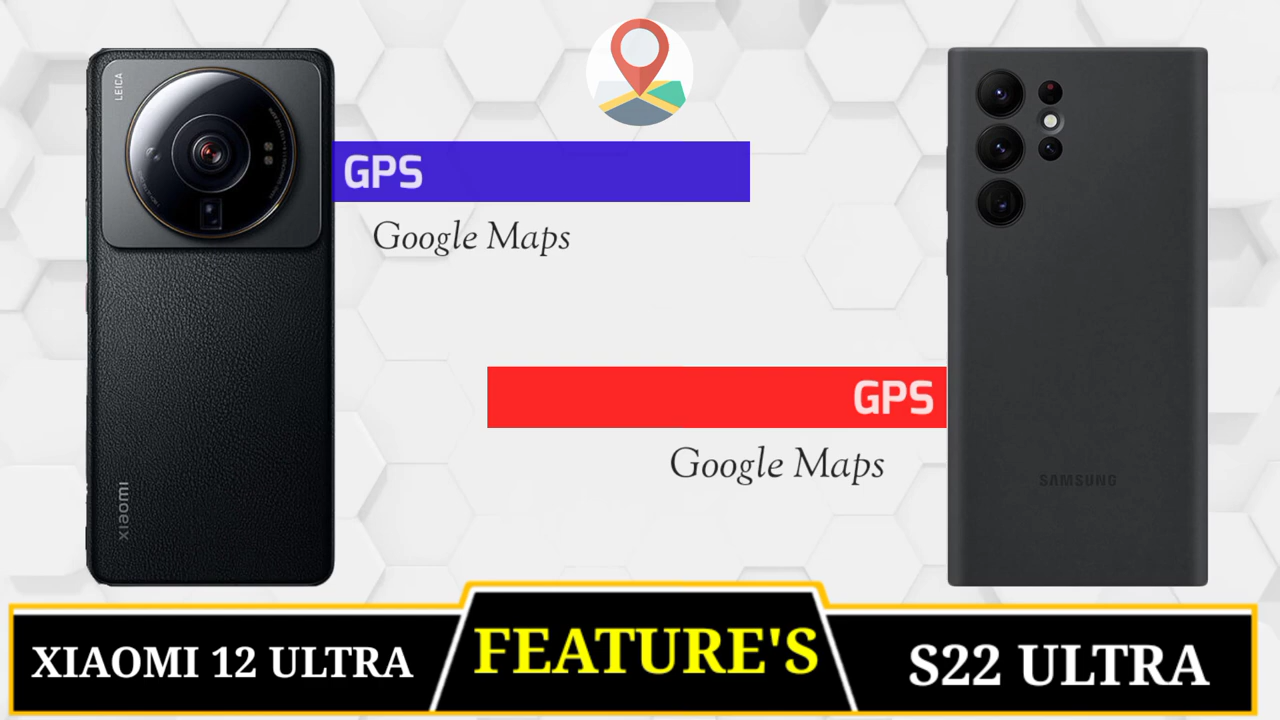 LEICA
GPS
Google Maps
GPS
Google Maps
SAMSUNG
xiaomi
XIAOMI 12 ULTRA
FEATURE'S
S22 ULTRA